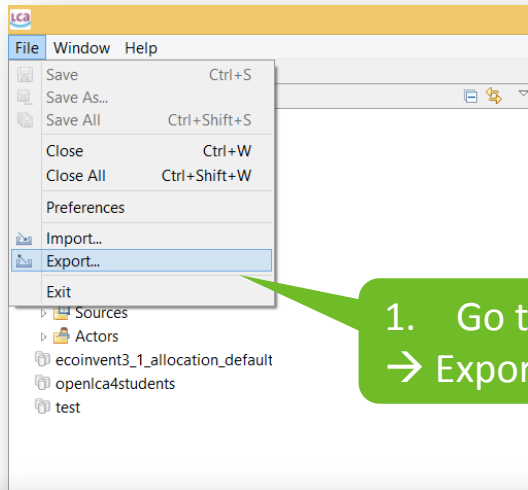 LCA
File Window Help
Save Ctrl+S
Save As...
Save All Ctrl+Shift+S
Close Ctrl+W
Close All Ctrl+Shift+W
Preferences
Import...
Export...
Exit
Sources
Actors
ecoinvent3_1_allocation_default
openlca4students
test
1. Go t
→ Expor